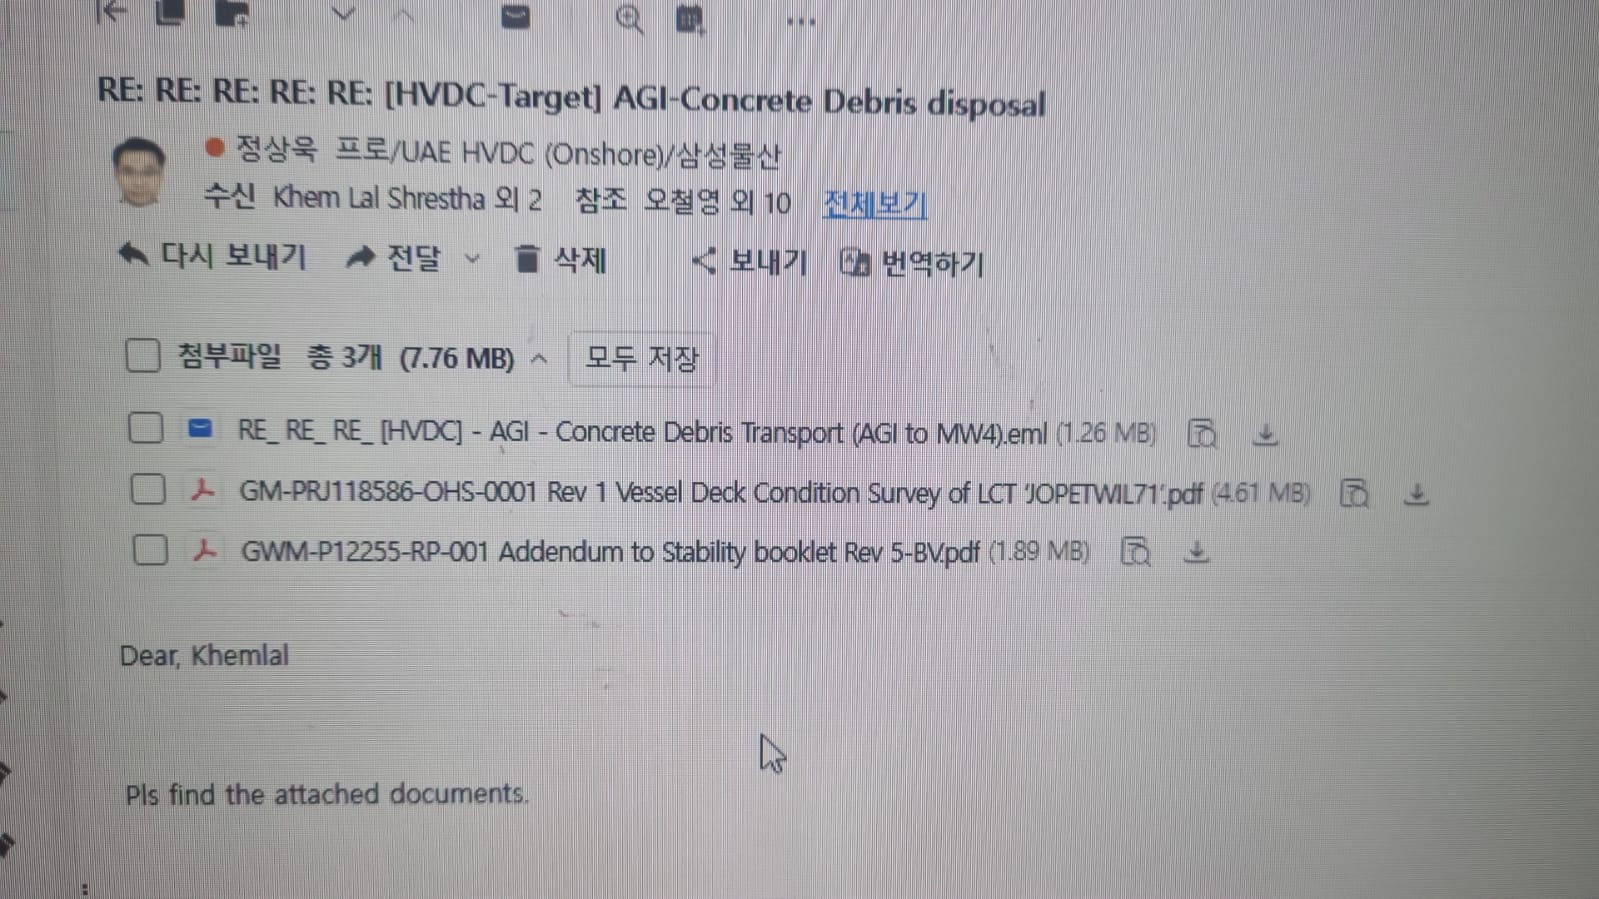 RE: RE: RE: RE: RE: [HVDC-Target] AGI-Concrete Debris disposal
정상욱 프로/UAE HVDC (Onshore)/삼성물산
수신 Khem Lal Shrestha 외 2 참조 오철영 외 10 전체보기
다시 보내기 전달 삭제 보내기 번역하기
첨부파일 총 3개 (7.76 MB) 모두 저장
RE_ RE_ RE_ [HVDC] - AGI - Concrete Debris Transport (AGI to MW4).eml (1.26 MB)
GM-PRJ118586-OHS-0001 Rev 1 Vessel Deck Condition Survey of LCT 'JOPETWIL71'.pdf (4.61 MB)
GWM-P12255-RP-001 Addendum to Stability booklet Rev 5-BV.pdf (1.89 MB)
Dear, Khemlal
Pls find the attached documents.